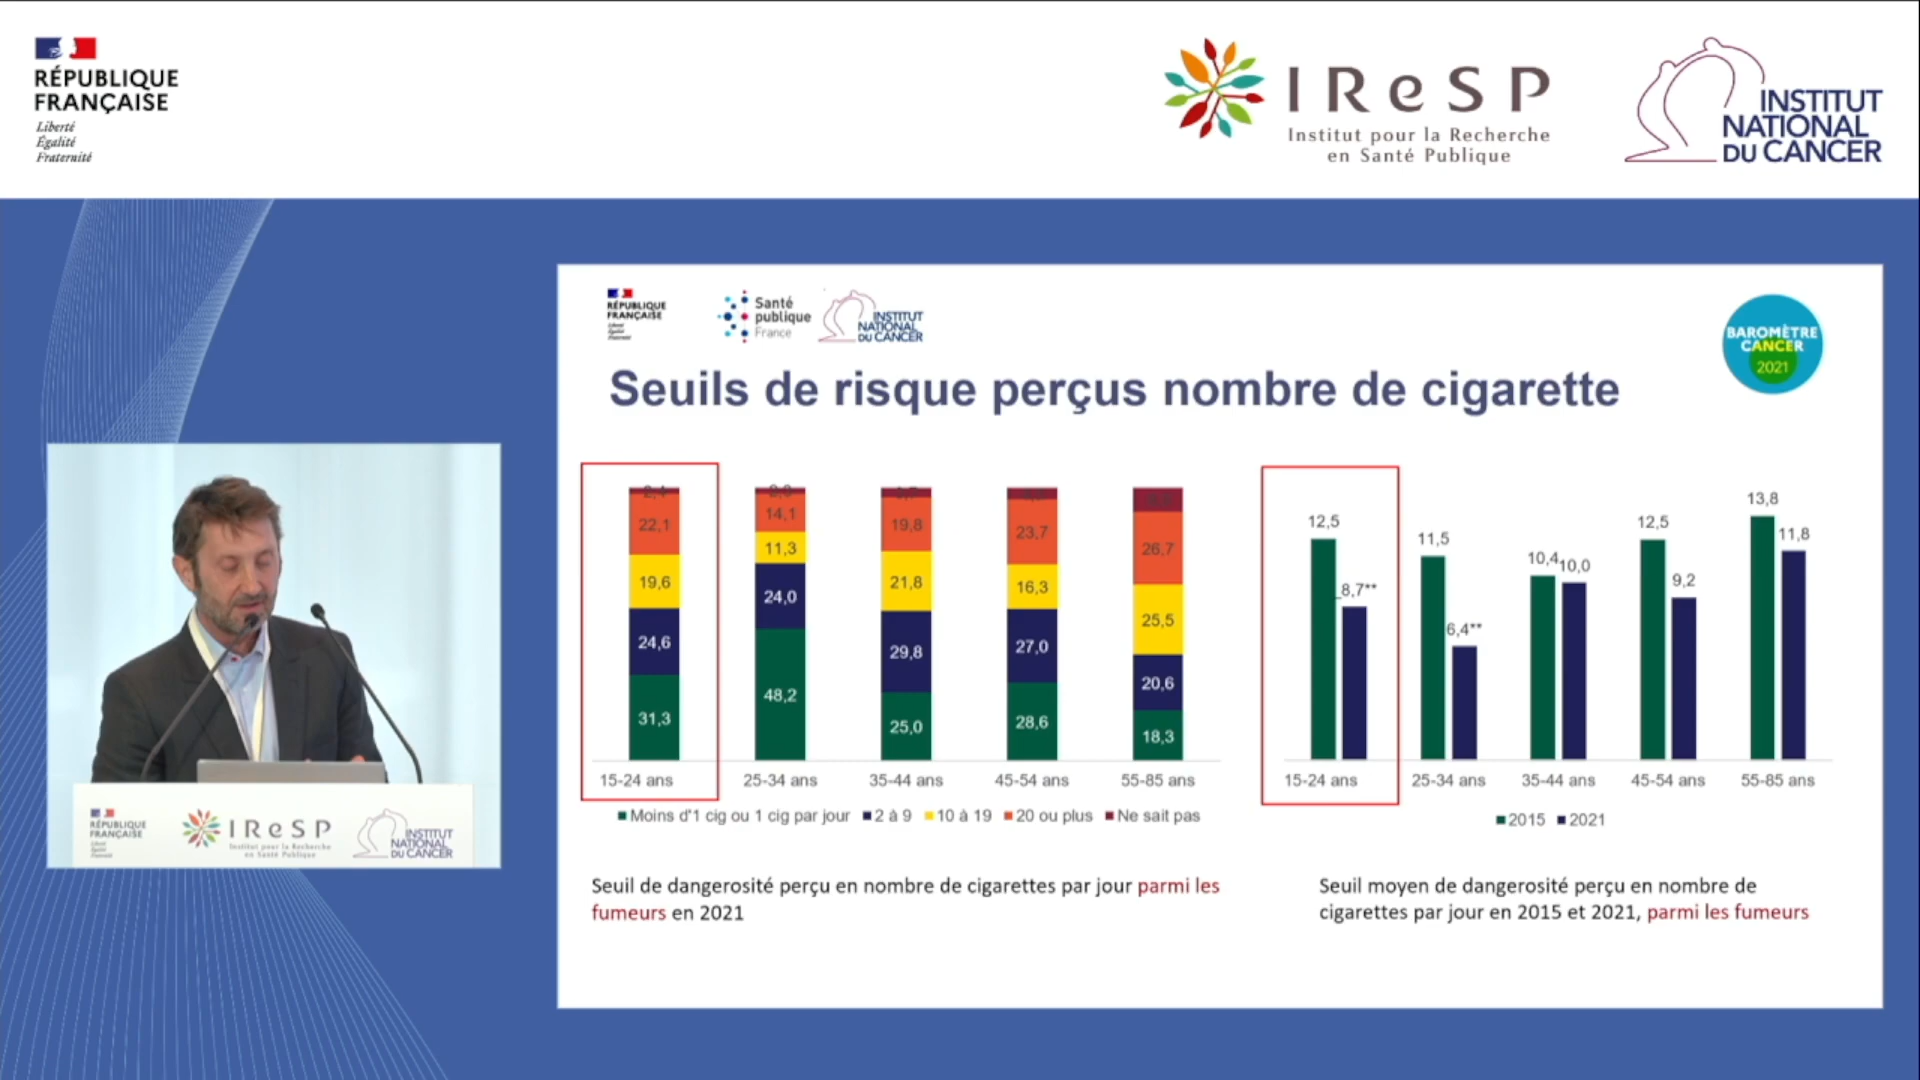 RÉPUBLIQUE
FRANÇAISE
Liberté
Égalité
Fraternité
IReSP
Institut pour la Recherche
en Santé Publique
INSTITUT
NATIONAL
DU CANCER
RÉPUBLIQUE
FRANÇAISE
Santé
publique
France
INSTITUT
NATIONAL
DU CANCER
BAROMÈTRE
CANCER
2021
Seuils de risque perçus nombre de cigarette
22,1
19,6
24,6
31,3
14,1
11,3
24,0
48,2
19,8
21,8
29,8
25,0
23,7
16,3
27,0
28,6
26,7
25,5
20,6
18,3
15-24 ans 25-34 ans 35-44 ans 45-54 ans 55-85 ans
Moins d'1 cig ou 1 cig par jour 2 à 9 10 à 19 20 ou plus Ne sait pas
Seuil de dangerosité perçu en nombre de cigarettes par jour parmi les
fumeurs en 2021
12,5
8,7**
11,5
6,4**
10,4
10,0
12,5
9,2
13,8
11,8
15-24 ans 25-34 ans 35-44 ans 45-54 ans 55-85 ans
2015 2021
Seuil moyen de dangerosité perçu en nombre de
cigarettes par jour en 2015 et 2021, parmi les fumeurs
RÉPUBLIQUE
FRANÇAISE
IReSP
Institut pour la Recherche
en Santé Publique
INSTITUT
NATIONAL
DU CANCER